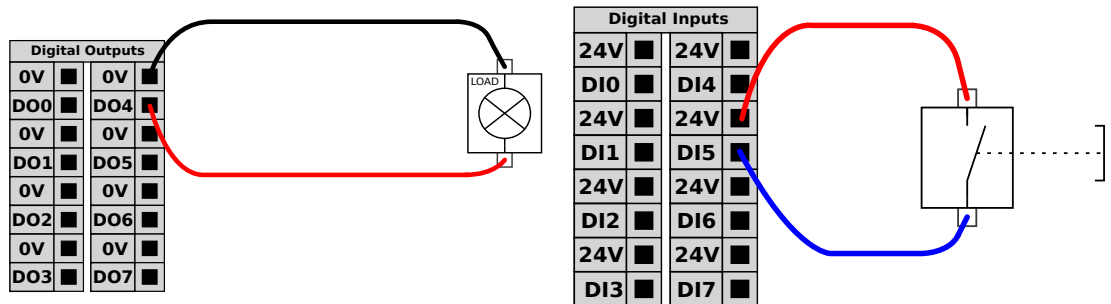 Digital Outputs
0V 0V
DO0 DO4
0V 0V
DO1 DO5
0V 0V
DO2 DO6
0V 0V
DO3 DO7
LOAD
Digital Inputs
24V 24V
DI0 DI4
24V 24V
DI1 DI5
24V 24V
DI2 DI6
24V 24V
DI3 DI7